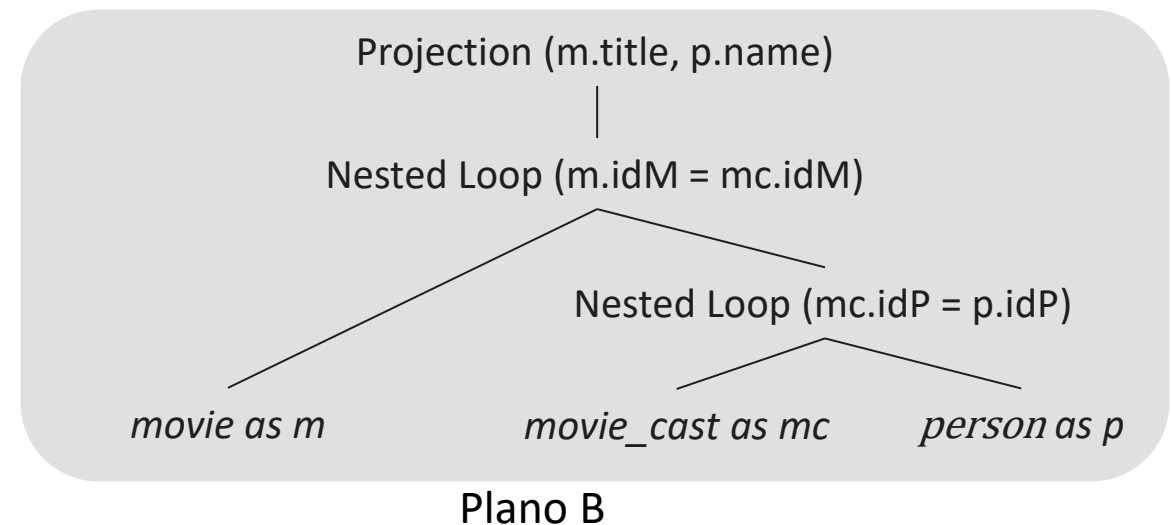 Projection (m.title, p.name)
Nested Loop (m.idM = mc.idM)
Nested Loop (mc.idP = p.idP)
movie as m
movie_cast as mc
person as p
Plano B